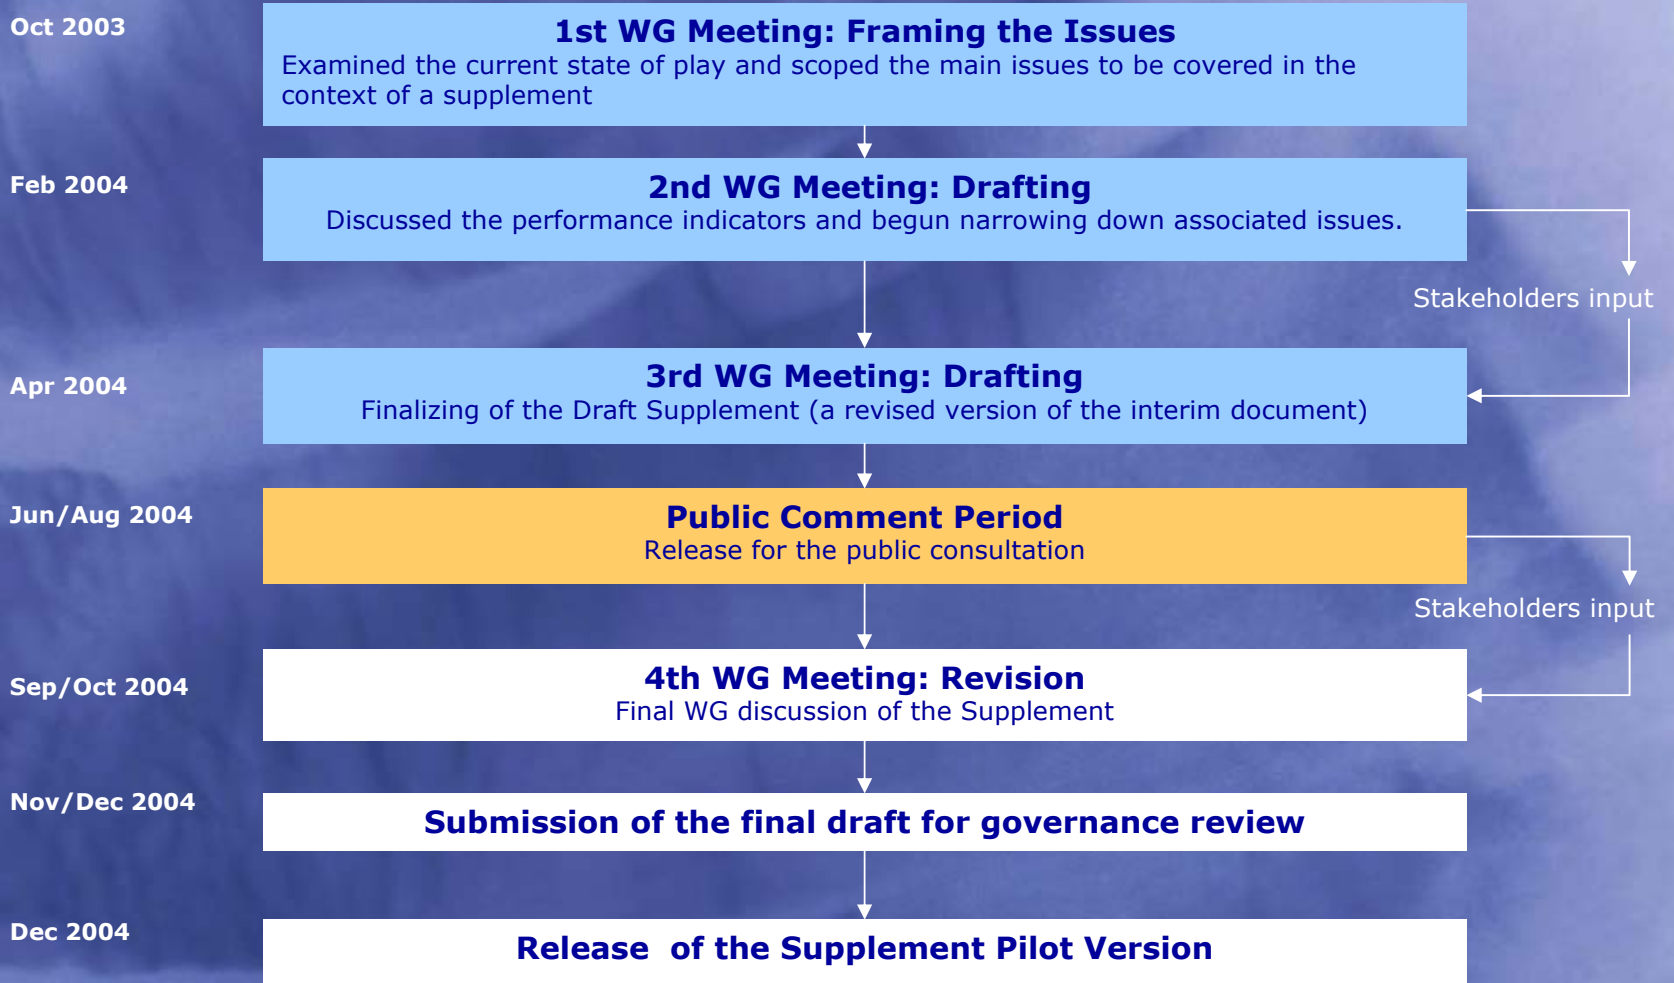 Oct 2003
1st WG Meeting: Framing the Issues
Examined the current state of play and scoped the main issues to be covered in the
context of a supplement
Feb 2004
2nd WG Meeting: Drafting
Discussed the performance indicators and begun narrowing down associated issues.
Stakeholders input
Apr 2004
3rd WG Meeting: Drafting
Finalizing of the Draft Supplement (a revised version of the interim document)
Jun/Aug 2004
Public Comment Period
Release for the public consultation
Stakeholders input
Sep/Oct 2004
4th WG Meeting: Revision
Final WG discussion of the Supplement
Nov/Dec 2004
Submission of the final draft for governance review
Dec 2004
Release  of the Supplement Pilot Version